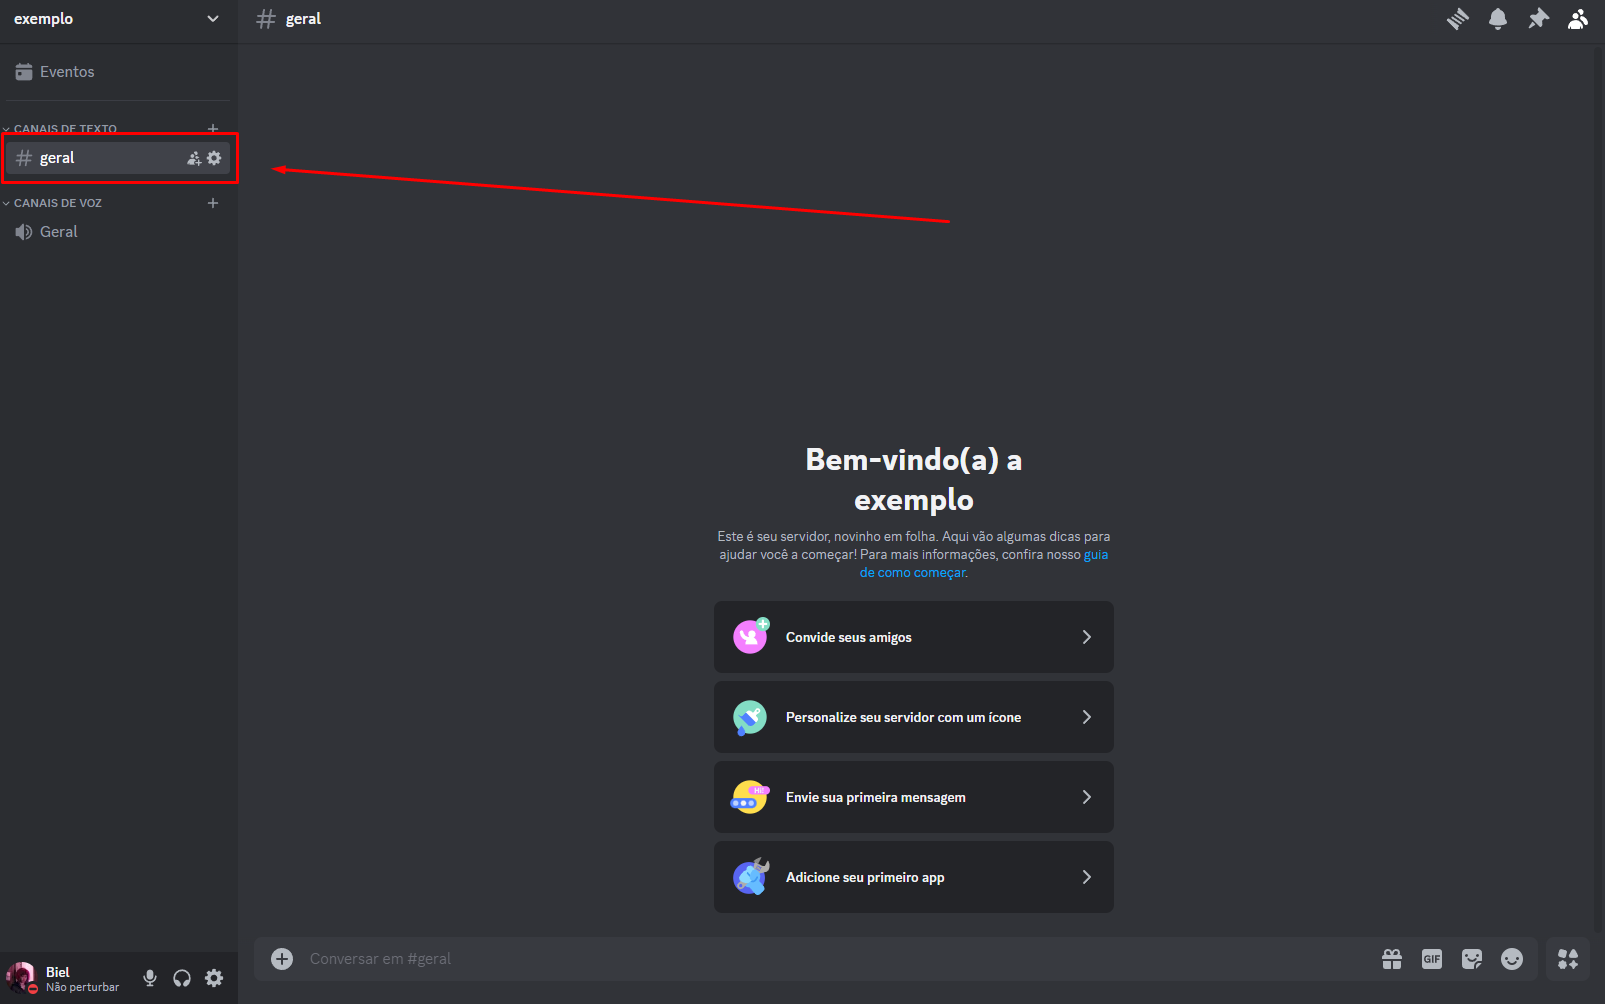 exemplo
geral
Eventos
CANAIS DE TEXTO
geral
CANAIS DE VOZ
Geral
Bem-vindo(a) a
exemplo
Este é seu servidor, novinho em folha. Aqui vão algumas dicas para
ajudar você a começar! Para mais informações, confira nosso guia
de como começar.
Convide seus amigos
Personalize seu servidor com um ícone
Hi!
Envie sua primeira mensagem
Adicione seu primeiro app
Biel
Não perturbar
Conversar em #geral
GIF